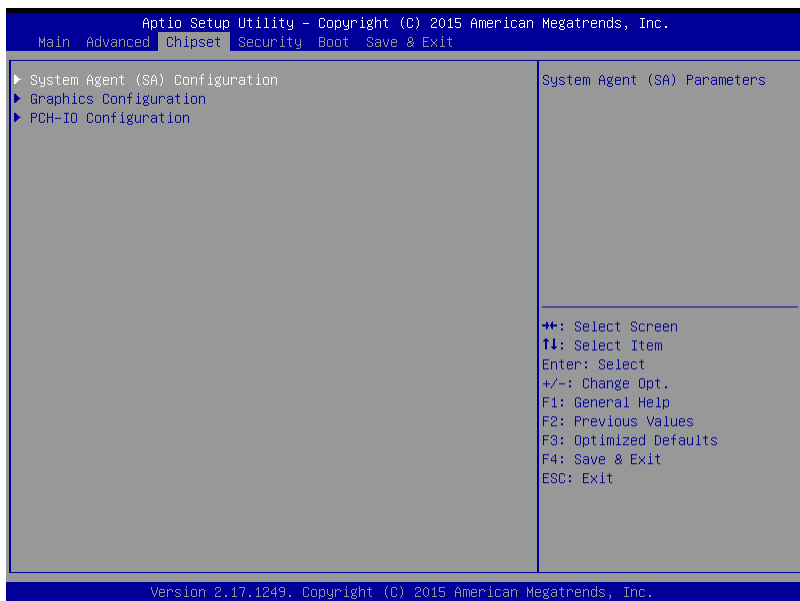 Aptio Setup Utility – Copyright (C) 2015 American Megatrends, Inc.
Main Advanced Chipset Security Boot Save & Exit
System Agent (SA) Configuration
Graphics Configuration
PCH-IO Configuration
System Agent (SA) Parameters
→←: Select Screen
↑↓: Select Item
Enter: Select
+/-: Change Opt.
F1: General Help
F2: Previous Values
F3: Optimized Defaults
F4: Save & Exit
ESC: Exit
Version 2.17.1249. Copyright (C) 2015 American Megatrends, Inc.